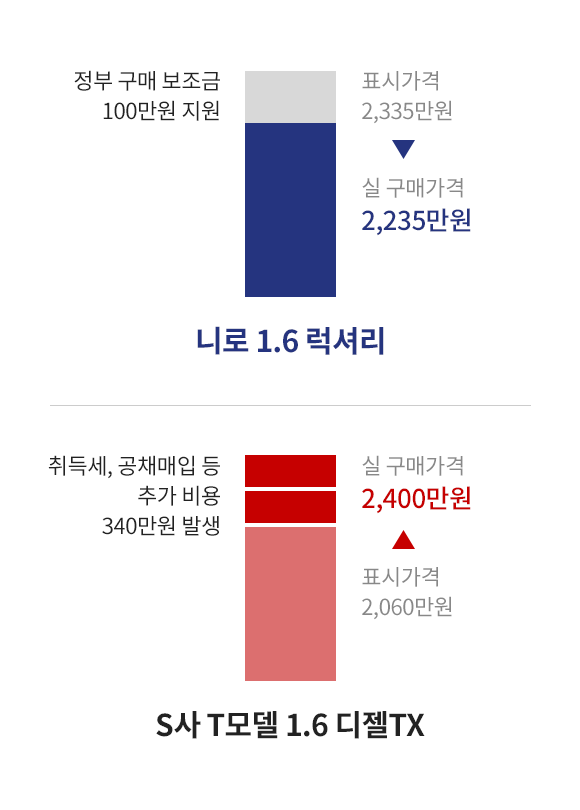 정부 구매 보조금
100만원 지원
표시가격
2,335만원
실 구매가격
2,235만원
니로 1.6 럭셔리
취득세, 공채매입 등
추가 비용
340만원 발생
실 구매가격
2,400만원
표시가격
2,060만원
S사 T모델 1.6 디젤TX